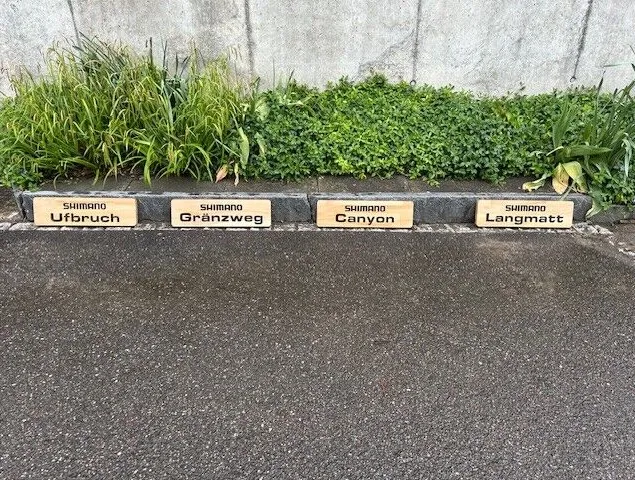 SHIMANO
Ufbruch
SHIMANO
Gränzweg
SHIMANO
Canyon
SHIMANO
Langmatt